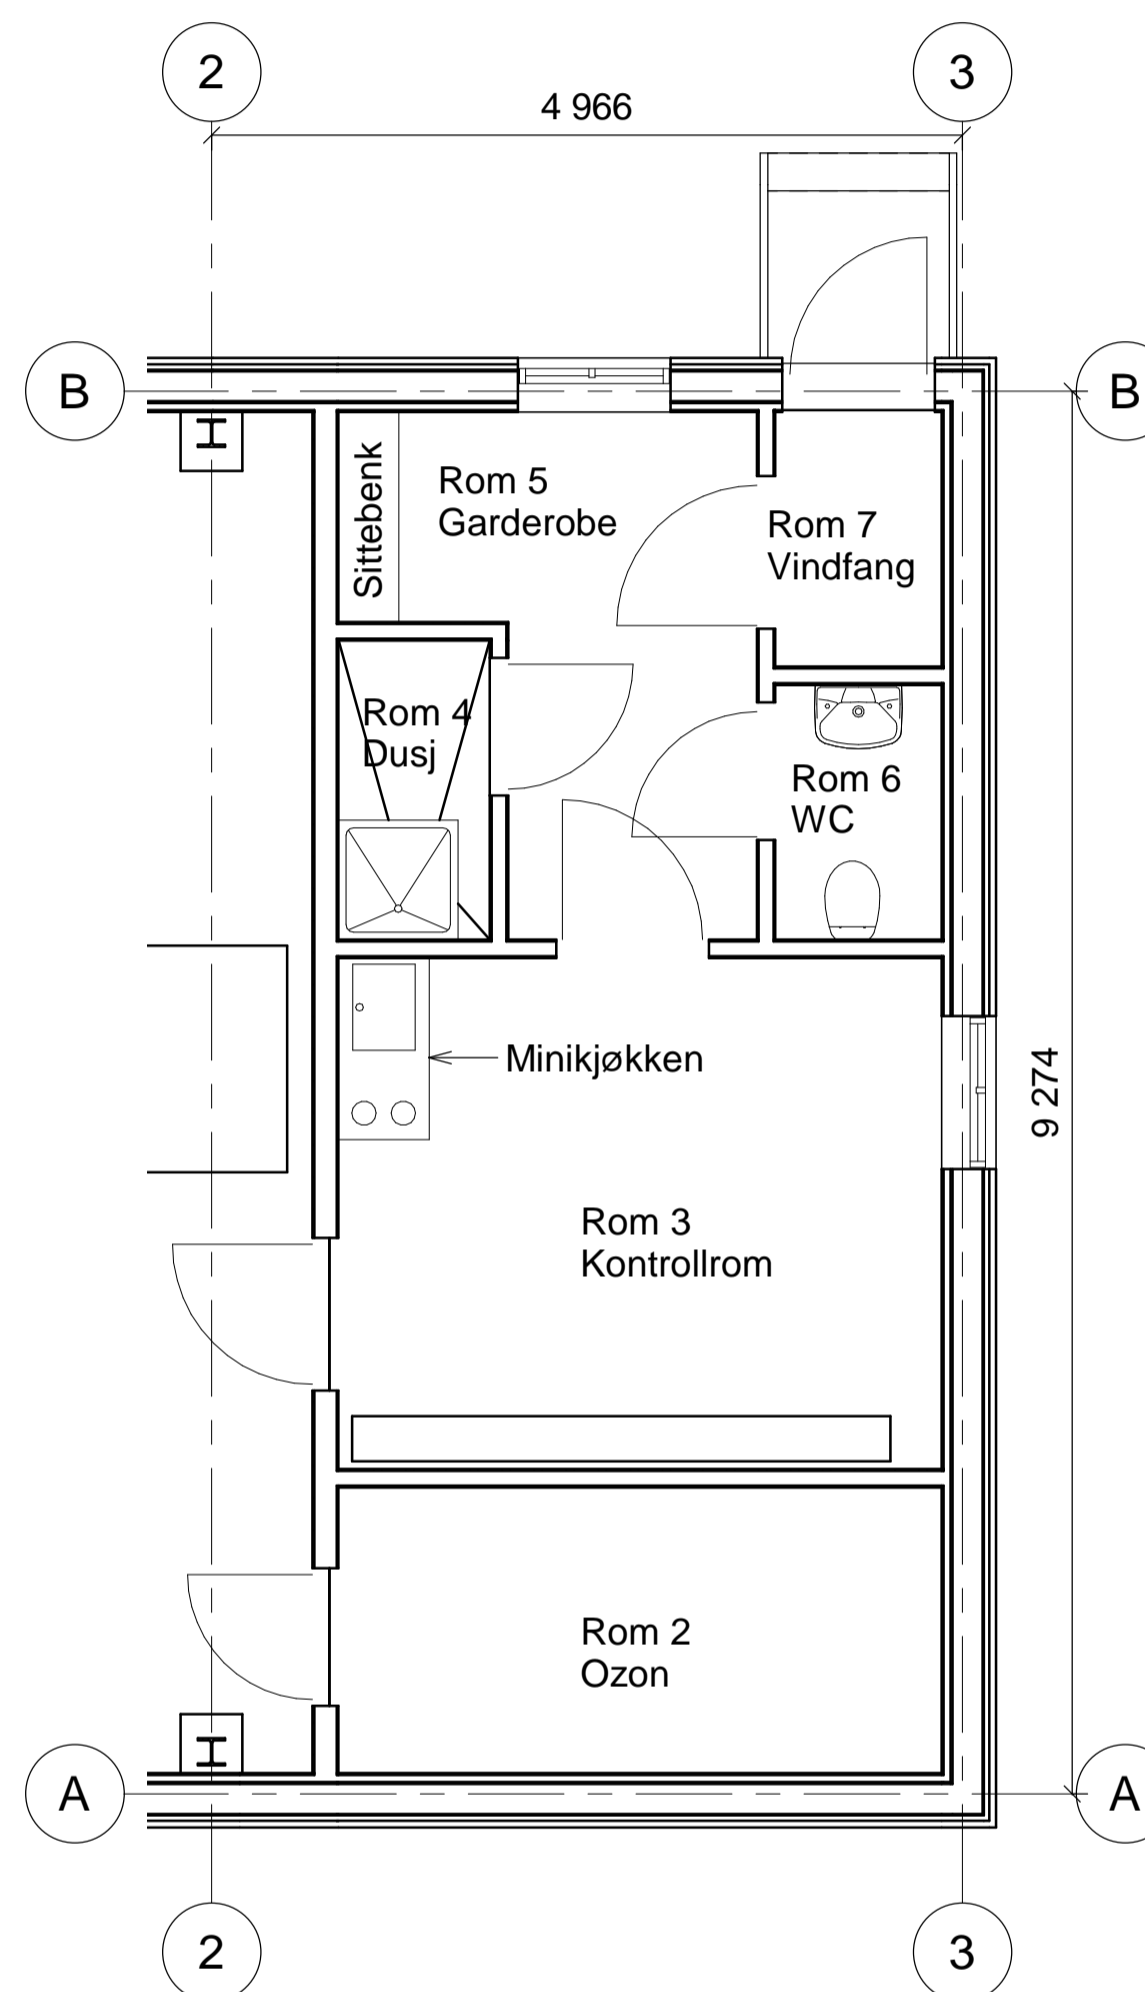 2
3
4 966
B
B
Sittebenk
Rom 5
Garderobe
Rom 7
Vindfang
Rom 4
Dusj
Rom 6
WC
Minikjøkken
9 274
Rom 3
Kontrollrom
Rom 2
Ozon
A
A
2
3